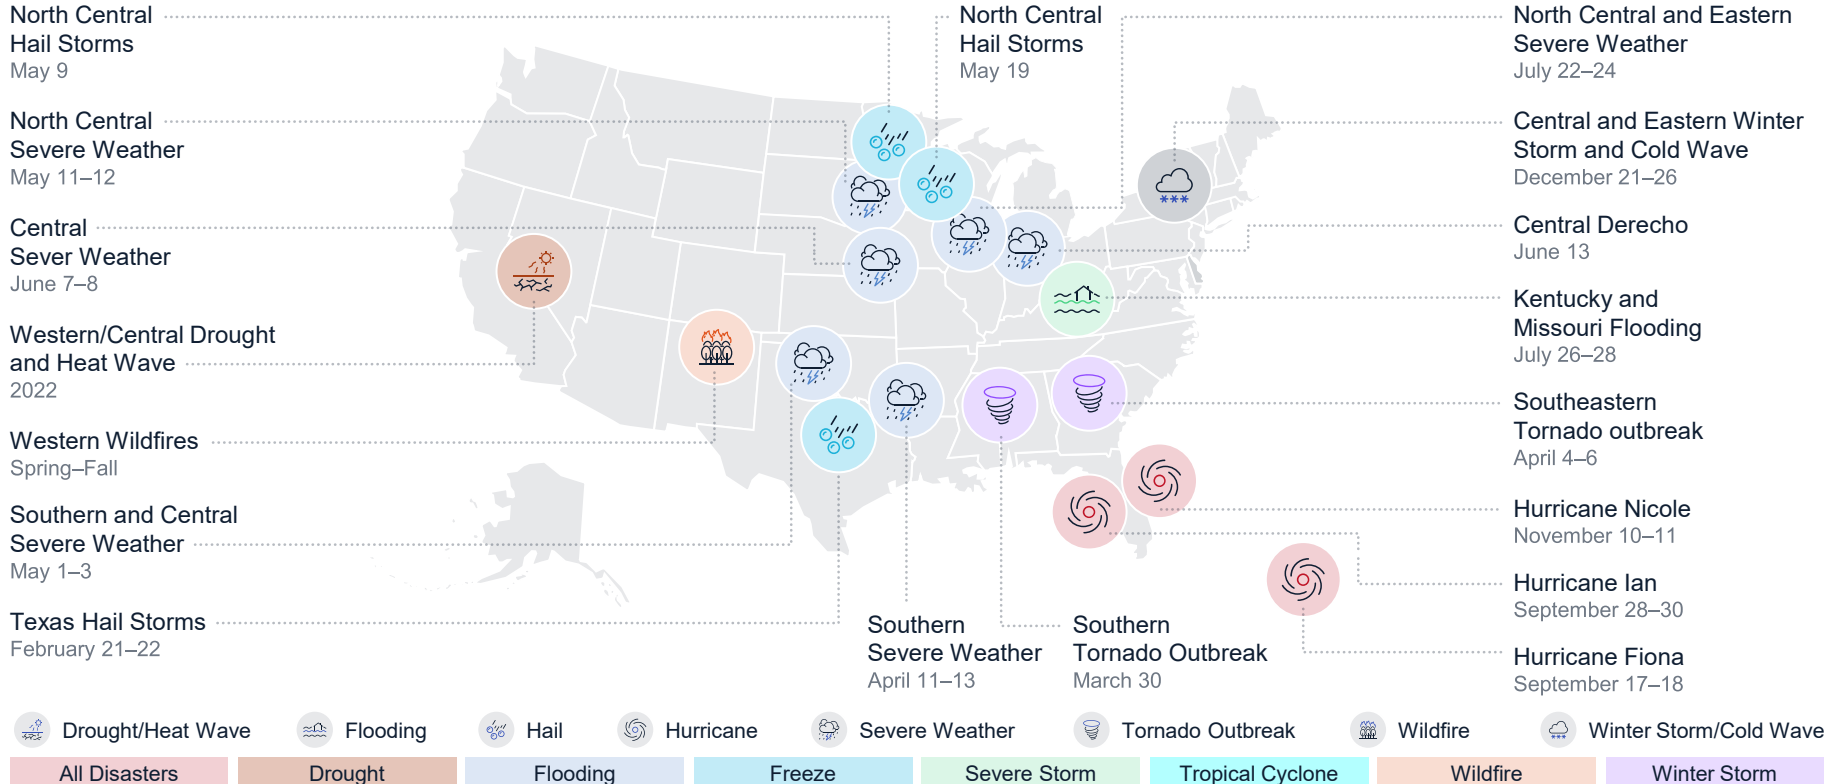 North Central
Hail Storms
May 9
North Central
Severe Weather
May 11–12
Central
Sever Weather
June 7–8
Western/Central Drought
and Heat Wave
2022
Western Wildfires
Spring–Fall
Southern and Central
Severe Weather
May 1–3
Texas Hail Storms
February 21–22
North Central
Hail Storms
May 19
Southern
Severe Weather
April 11–13
Southern
Tornado Outbreak
March 30
North Central and Eastern
Severe Weather
July 22–24
Central and Eastern Winter
Storm and Cold Wave
December 21–26
Central Derecho
June 13
Kentucky and
Missouri Flooding
July 26–28
Southeastern
Tornado outbreak
April 4–6
Hurricane Nicole
November 10–11
Hurricane Ian
September 28–30
Hurricane Fiona
September 17–18
Drought/Heat Wave
Flooding
Hail
Hurricane
Severe Weather
Tornado Outbreak
Wildfire
Winter Storm/Cold Wave
All Disasters
Drought
Flooding
Freeze
Severe Storm
Tropical Cyclone
Wildfire
Winter Storm